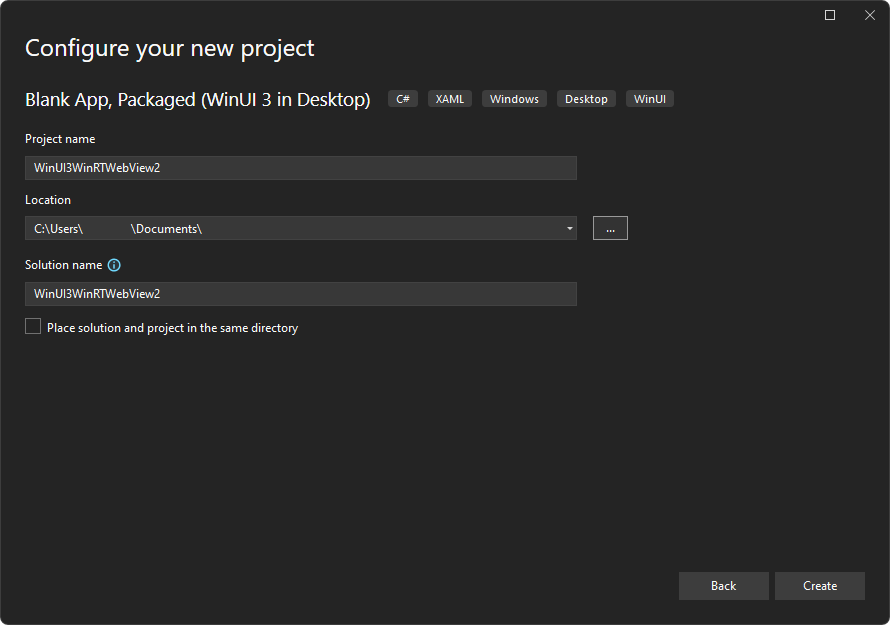 Configure your new project
Blank App, Packaged (WinUI 3 in Desktop) C# XAML Windows Desktop WinUI
Project name
WinUI3WinRTWebView2
Location
C:\Users\ \Documents\
...
Solution name
WinUI3WinRTWebView2
Place solution and project in the same directory
Back Create